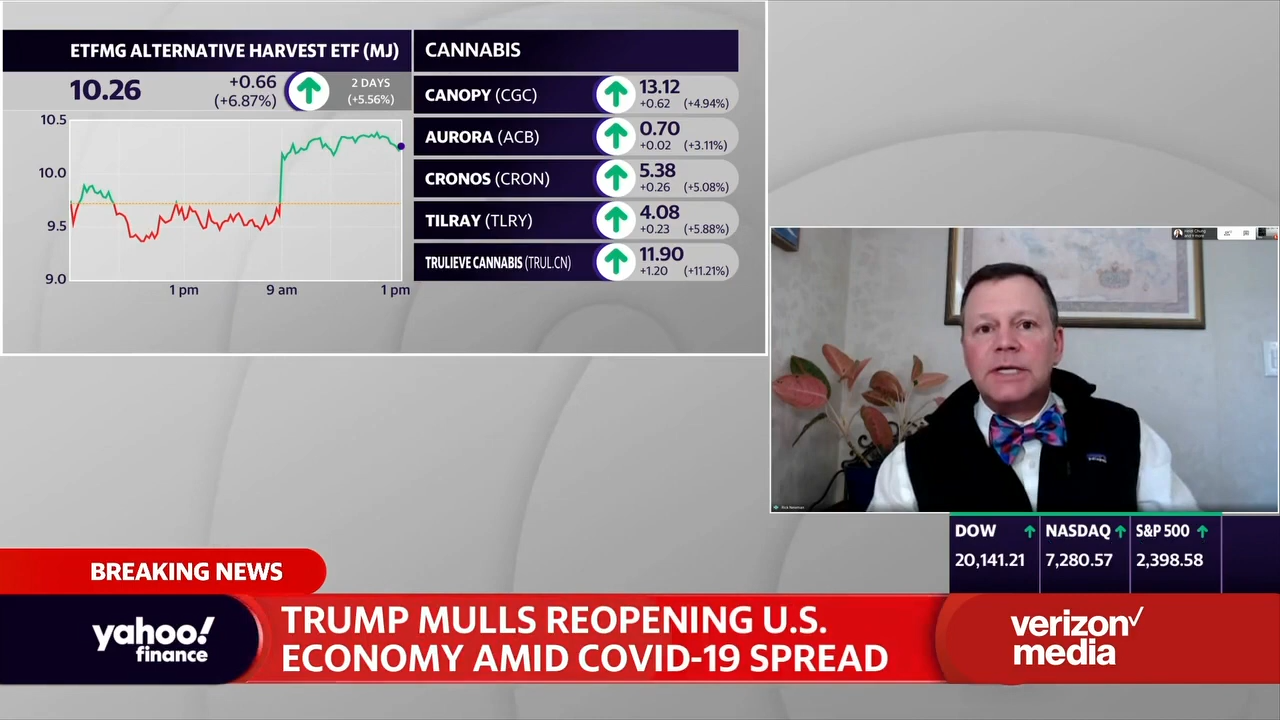 ETFMG ALTERNATIVE HARVEST ETF (MJ)
10.26
+0.66
(+6.87%)
2 DAYS
(+5.56%)
10.5
10.0
9.5
9.0
1 pm
9 am
1 pm
CANNABIS
CANOPY (CGC)
13.12
+0.62 (+4.94%)
AURORA (ACB)
0.70
+0.02 (+3.11%)
CRONOS (CRON)
5.38
+0.26 (+5.08%)
TILRAY (TLRY)
4.08
+0.23 (+5.88%)
TRULIEVE CANNABIS (TRUL.CN)
11.90
+1.20 (+11.21%)
DOW
20,141.21
NASDAQ
7,280.57
S&P 500
2,398.58
BREAKING NEWS
yahoo!
finance
TRUMP MULLS REOPENING U.S.
ECONOMY AMID COVID-19 SPREAD
verizon✓
media